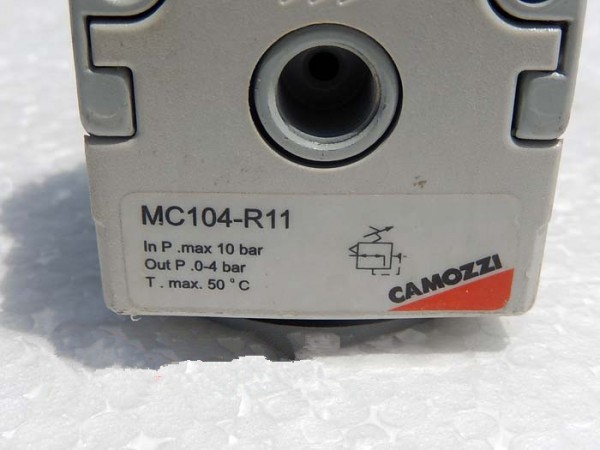 MC104-R11
In P .max 10 bar
Out P .0-4 bar
T . max. 50 °C
CAMOZZI